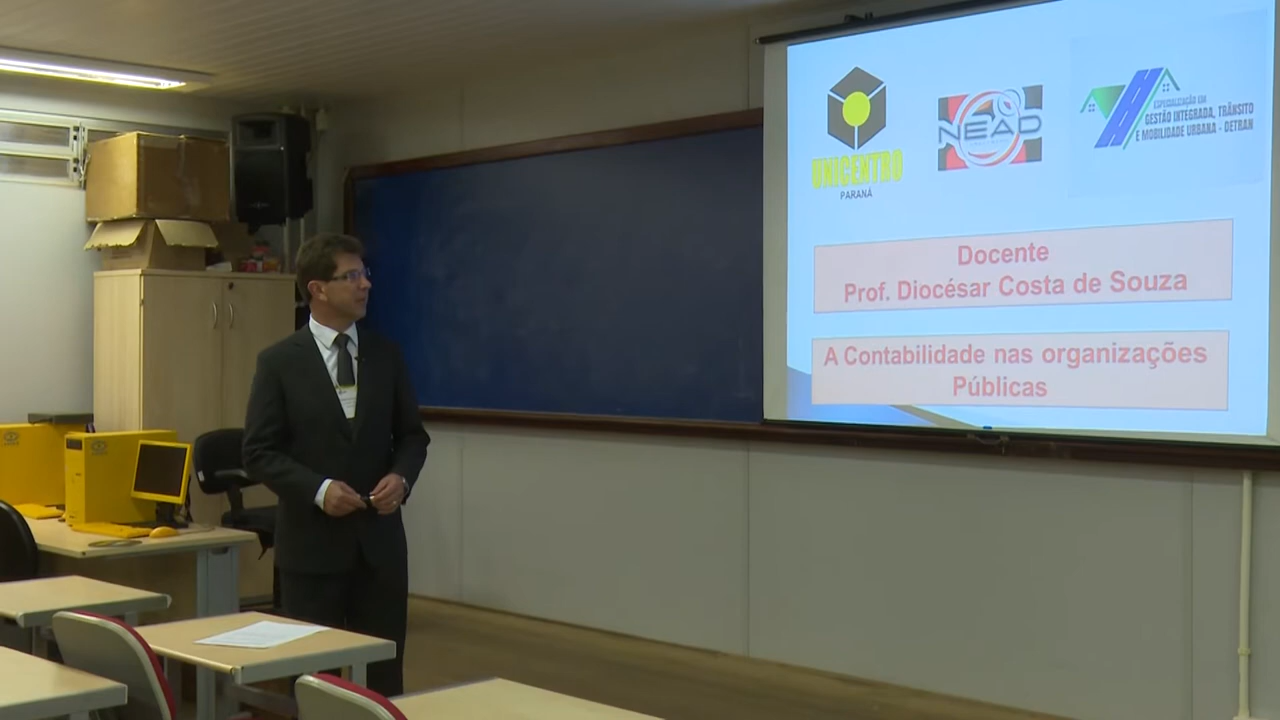 UNICENTRO
PARANÁ
NEAD
ESPECIALIZAÇÃO EM
GESTÃO INTEGRADA, TRÂNSITO
E MOBILIDADE URBANA - DETRAN
Docente
Prof. Diocésar Costa de Souza
A Contabilidade nas organizações
Públicas